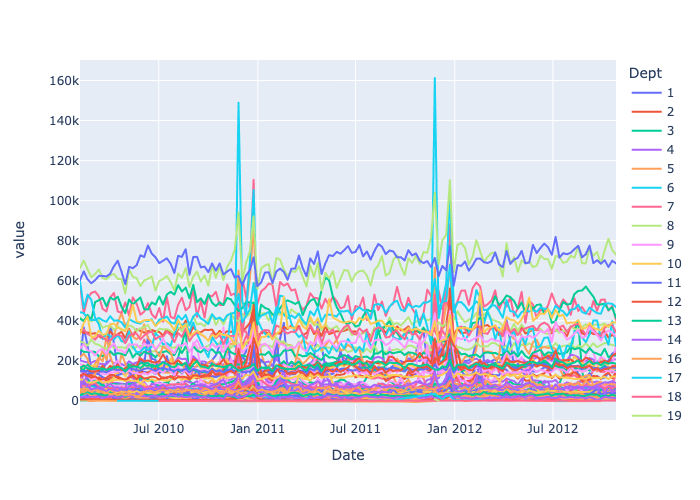 Dept
160k
140k
120k
100k
80k
60k
40k
20k
0
value
Jul 2010
Jan 2011
Jul 2011
Jan 2012
Jul 2012
Date
1
2
3
4
5
6
7
8
9
10
11
12
13
14
16
17
18
19